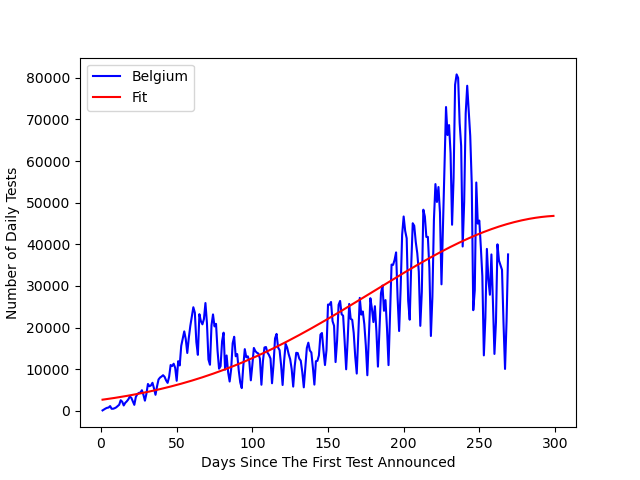 Belgium
Fit
80000
70000
60000
50000
40000
30000
20000
10000
0
Number of Daily Tests
0 50 100 150 200 250 300
Days Since The First Test Announced